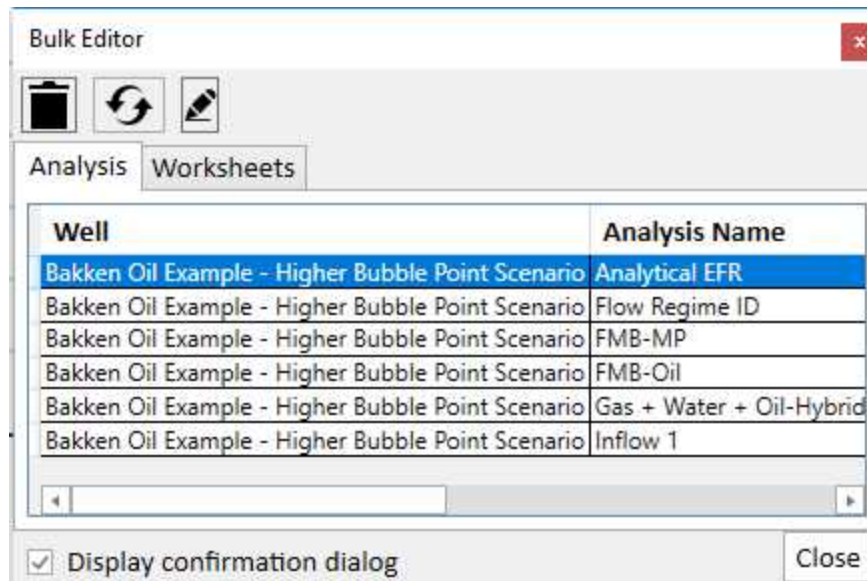 Bulk Editor
x
Analysis Worksheets
Well Analysis Name
Bakken Oil Example - Higher Bubble Point Scenario Analytical EFR
Bakken Oil Example - Higher Bubble Point Scenario Flow Regime ID
Bakken Oil Example - Higher Bubble Point Scenario FMB-MP
Bakken Oil Example - Higher Bubble Point Scenario FMB-Oil
Bakken Oil Example - Higher Bubble Point Scenario Gas + Water + Oil-Hybrid
Bakken Oil Example - Higher Bubble Point Scenario Inflow 1
Display confirmation dialog Close